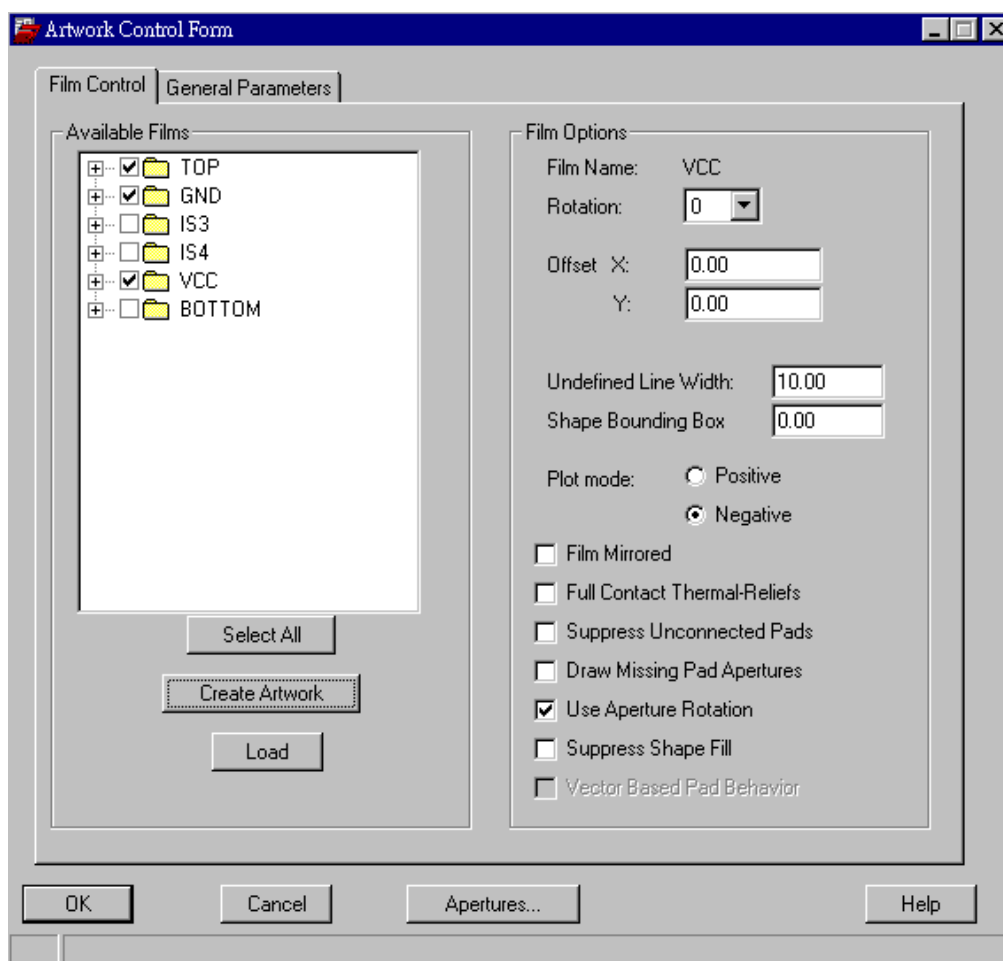 Artwork Control Form
Film Control
General Parameters
Available Films
TOP
GND
IS3
IS4
VCC
BOTTOM
Select All
Create Artwork
Load
Film Options
Film Name: VCC
Rotation: 0
Offset X: 0.00
Y: 0.00
Undefined Line Width: 10.00
Shape Bounding Box 0.00
Plot mode: Positive
Negative
Film Mirrored
Full Contact Thermal-Reliefs
Suppress Unconnected Pads
Draw Missing Pad Apertures
Use Aperture Rotation
Suppress Shape Fill
Vector Based Pad Behavior
OK
Cancel
Apertures...
Help